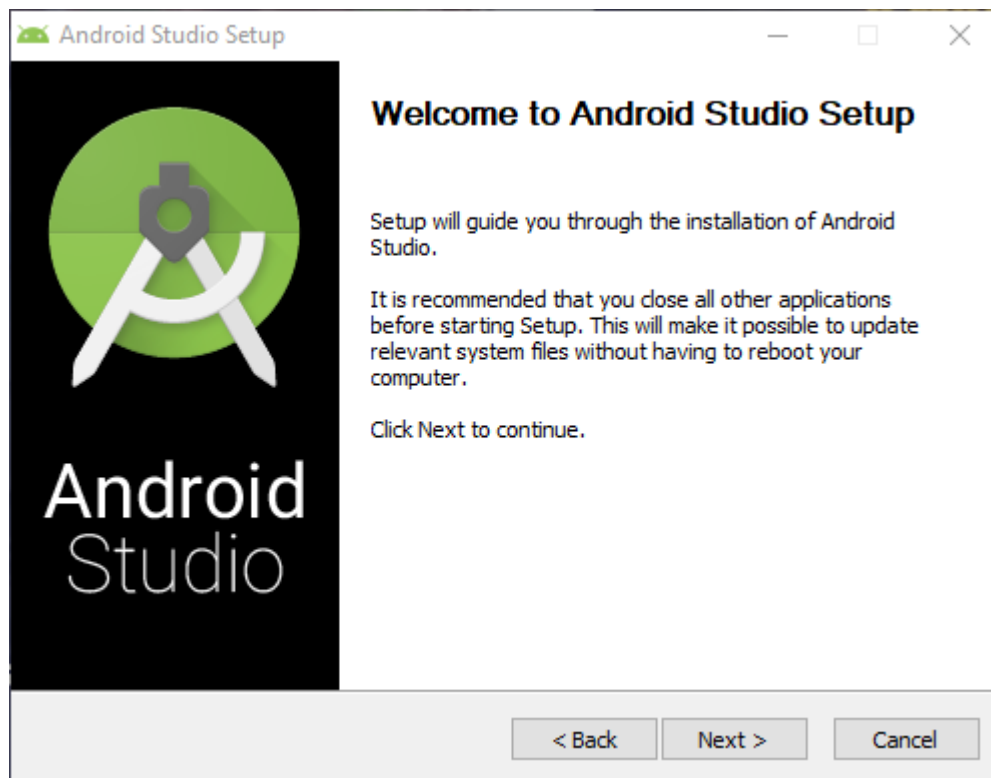 Android Studio Setup
Welcome to Android Studio Setup
Setup will guide you through the installation of Android
Studio.
It is recommended that you close all other applications
before starting Setup. This will make it possible to update
relevant system files without having to reboot your
computer.
Click Next to continue.
Android
Studio
< Back
Next >
Cancel